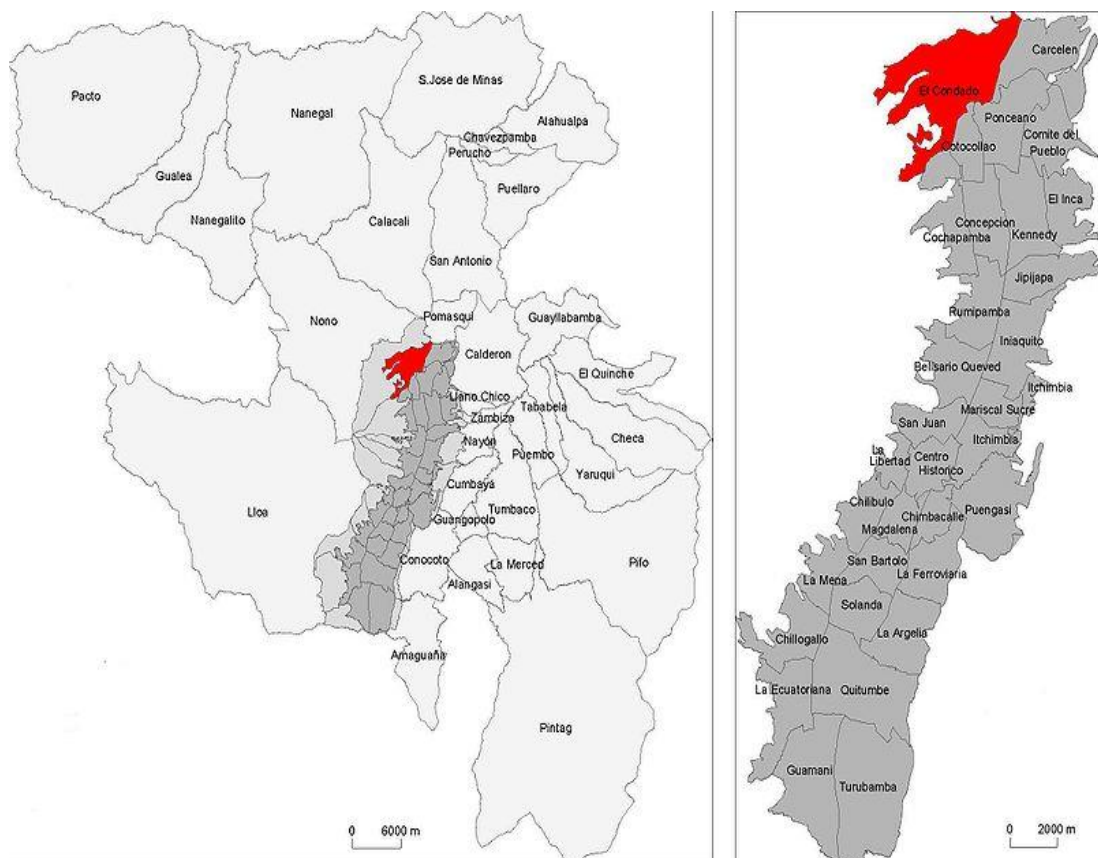 Pacto
Gualea
Nanegalito
Nanegal
S.Jose de Minas
Alahualpa
Chavezpamba
Perucho
Puellaro
Calacali
San Antonio
Nono
Pomasqui
Guayllabamba
Calderon
El Quinche
Llano Chico
Tababela
Zambiza
Checa
Nayón
Puembo
Yaruqui
Cumbayá
Lloa
Guangopolo
Tumbaco
Conocoto
La Merced
Pifo
Alangasi
Amaguaña
Pintag
0 6000 m
Carcelen
El Condado
Ponceano
Comite del
Pueblo
Cotocollao
El Inca
Concepción
Cochapamba
Kennedy
Jipijapa
Rumipamba
Iniaquito
Belisario Queved
Itchimbia
Mariscal Sucre
San Juan
Itchimbia
La
Libertad
Centro
Historico
Chilibulo
Puengasi
Chimbacalle
Magdalena
San Bartolo
La Ferroviaria
La Mena
Solanda
La Argelia
Chillogallo
La Ecuatoriana
Quitumbe
Guamani
Turubamba
0 2000 m